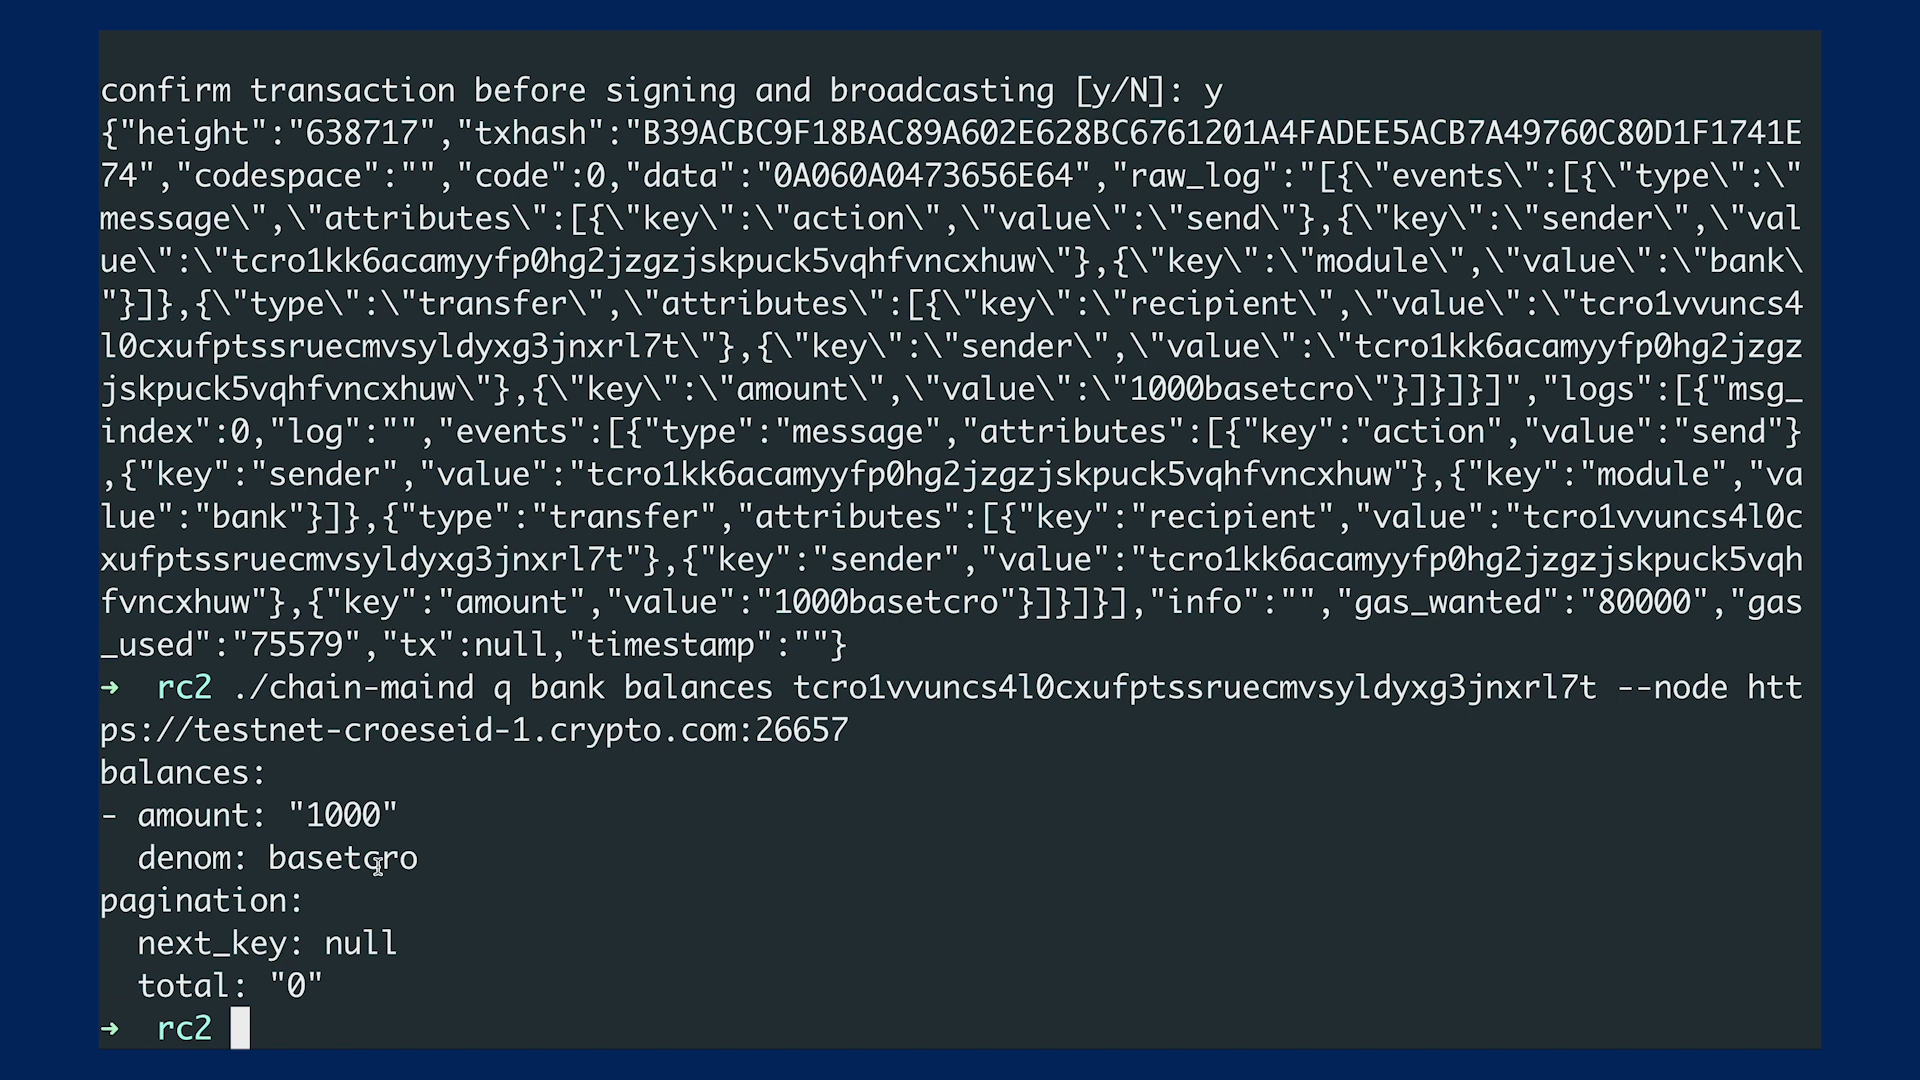 confirm transaction before signing and broadcasting [y/N]: y
{"height":"638717","txhash":"B39ACBC9F18BAC89A602E628BC6761201A4FADEE5ACB7A49760C80D1F1741E
74","codespace":"","code":0,"data":"0A060A0473656E64","raw_log":"[{\"events\":[{\"type\":\"
message\",\"attributes\":[{\"key\":\"action\",\"value\":\"send\"},{\"key\":\"sender\",\"val
ue\":\"tcro1kk6acamyyfp0hg2jzgzjskpuck5vqhfvncxhuw\"},{\"key\":\"module\",\"value\":\"bank\
"}]},{\"type\":\"transfer\",\"attributes\":[{\"key\":\"recipient\",\"value\":\"tcro1vvuncs4
l0cxufptssruecmvsyldyxg3jnxrl7t\"},{\"key\":\"sender\",\"value\":\"tcro1kk6acamyyfp0hg2jzgz
jskpuck5vqhfvncxhuw\"},{\"key\":\"amount\",\"value\":\"1000basetcro\"}]}]}]","logs":[{"msg_
index":0,"log":"","events":[{"type":"message","attributes":[{"key":"action","value":"send"}
,{"key":"sender","value":"tcro1kk6acamyyfp0hg2jzgzjskpuck5vqhfvncxhuw"},{"key":"module","va
lue":"bank"}]},{"type":"transfer","attributes":[{"key":"recipient","value":"tcro1vvuncs4l0c
xufptssruecmvsyldyxg3jnxrl7t"},{"key":"sender","value":"tcro1kk6acamyyfp0hg2jzgzjskpuck5vqh
fvncxhuw"},{"key":"amount","value":"1000basetcro"}]}]}],"info":"","gas_wanted":"80000","gas
_used":"75579","tx":null,"timestamp":""}
➜  rc2 ./chain-maind q bank balances tcro1vvuncs4l0cxufptssruecmvsyldyxg3jnxrl7t --node htt
ps://testnet-croeseid-1.crypto.com:26657
balances:
- amount: "1000"
  denom: basetcro
pagination:
  next_key: null
  total: "0"
➜  rc2